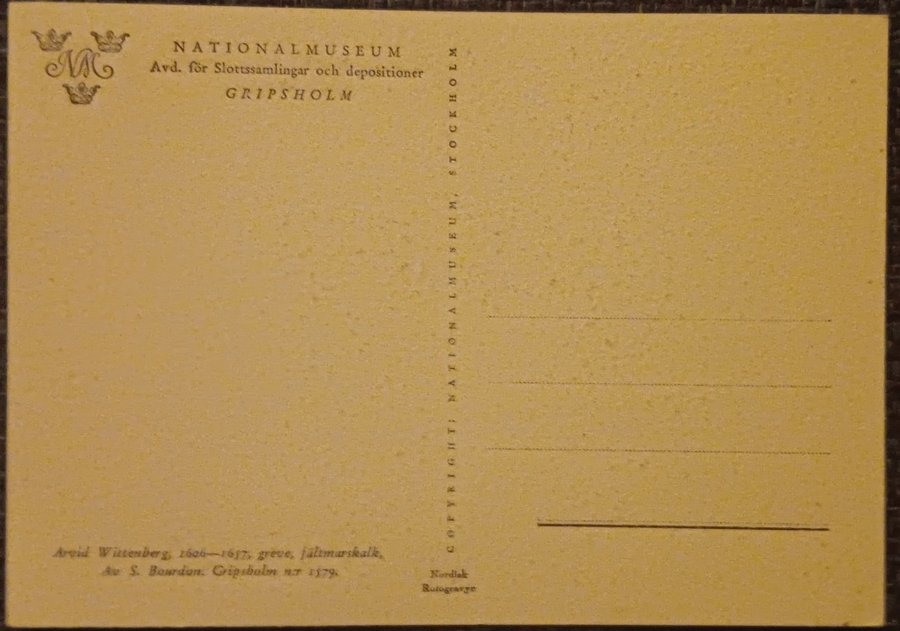 NM
NATIONALMUSEUM
Avd. för Slottssamlingar och depositioner
GRIPSHOLM
COPYRIGHT: NATIONALMUSEUM, STOCKHOLM
Arvid Wittenberg, 1606—1657, greve, fältmarskalk.
Av S. Bourdon. Gripsholm n:r 1579.
Nordisk
Rotogravyr